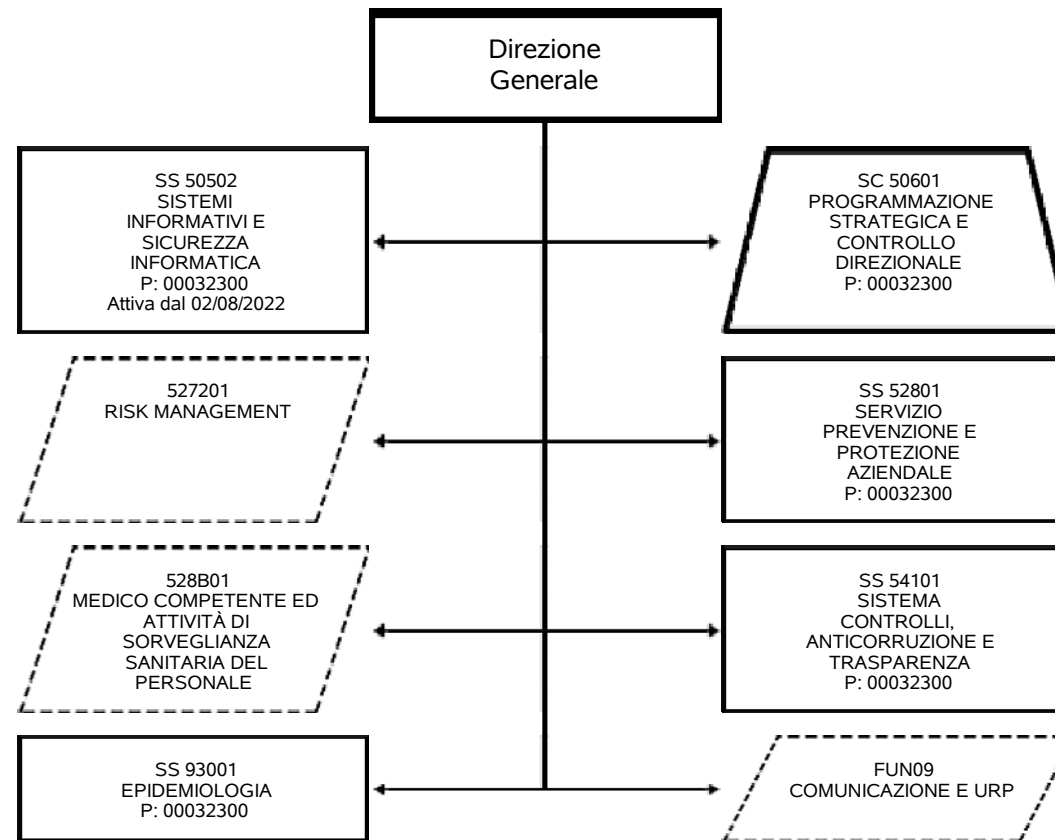 Direzione
Generale
SS 50502
SISTEMI
INFORMATIVI E
SICUREZZA
INFORMATICA
P: 00032300
Attiva dal 02/08/2022
SC 50601
PROGRAMMAZIONE
STRATEGICA E
CONTROLLO
DIREZIONALE
P: 00032300
527201
RISK MANAGEMENT
SS 52801
SERVIZIO
PREVENZIONE E
PROTEZIONE
AZIENDALE
P: 00032300
528B01
MEDICO COMPETENTE ED
ATTIVITÀ DI
SORVEGLIANZA
SANITARIA DEL
PERSONALE
SS 54101
SISTEMA
CONTROLLI,
ANTICORRUZIONE E
TRASPARENZA
P: 00032300
SS 93001
EPIDEMIOLOGIA
P: 00032300
FUN09
COMUNICAZIONE E URP